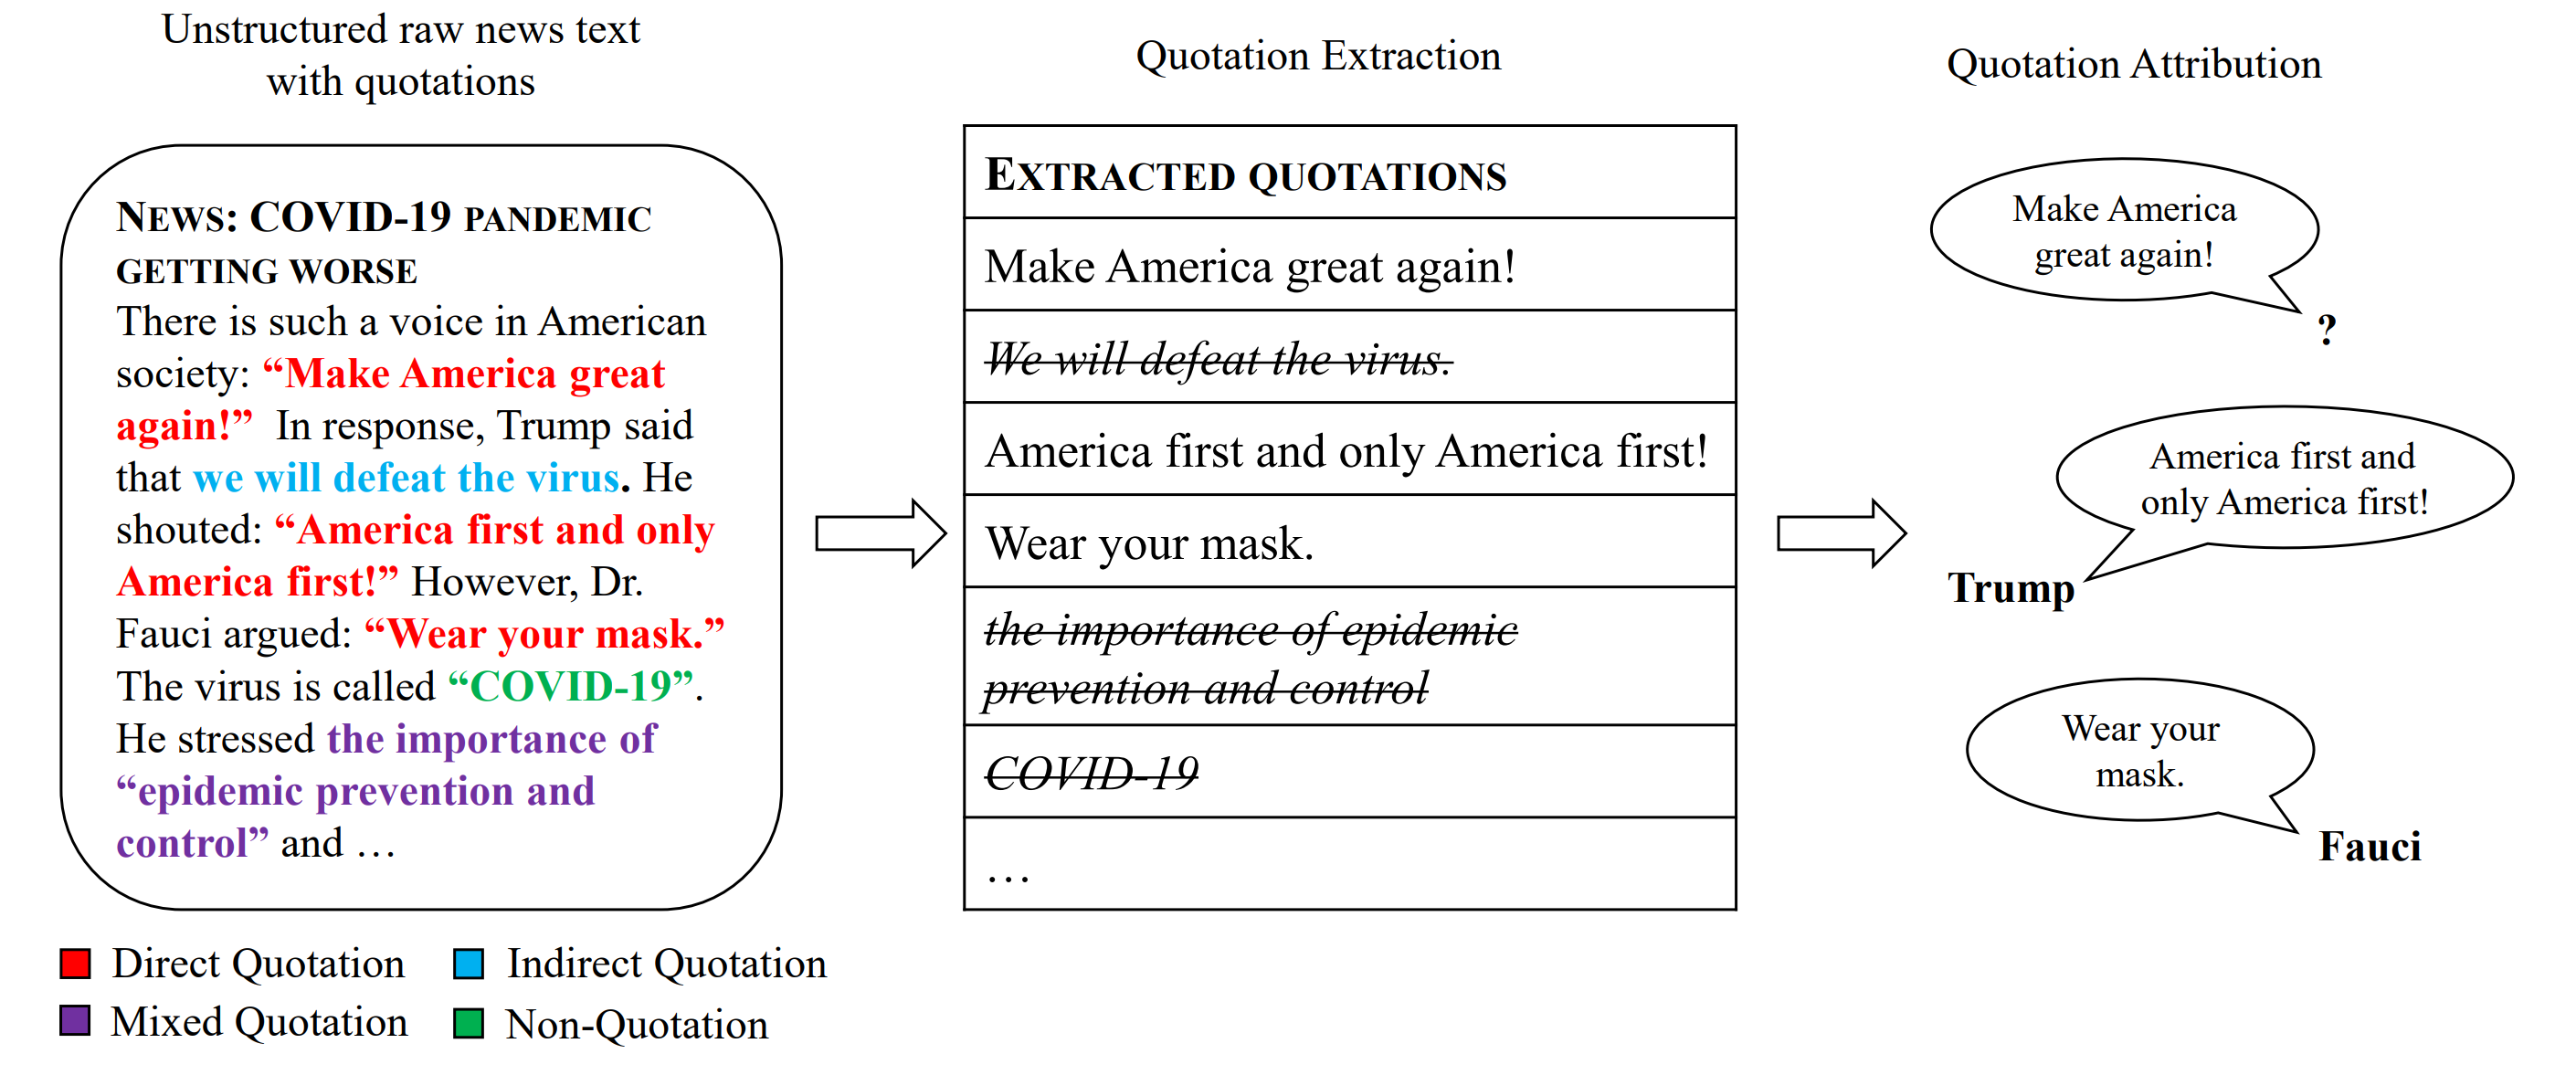 Unstructured raw news text
with quotations
NEWS: COVID-19 PANDEMIC
GETTING WORSE
There is such a voice in American
society: “Make America great
again!” In response, Trump said
that we will defeat the virus. He
shouted: “America first and only
America first!” However, Dr.
Fauci argued: “Wear your mask.”
The virus is called “COVID-19”.
He stressed the importance of
“epidemic prevention and
control” and …
Direct Quotation
Indirect Quotation
Mixed Quotation
Non-Quotation
Quotation Extraction
EXTRACTED QUOTATIONS
Make America great again!
We will defeat the virus.
America first and only America first!
Wear your mask.
the importance of epidemic
prevention and control
COVID-19
…
Quotation Attribution
Make America
great again!
?
America first and
only America first!
Trump
Wear your
mask.
Fauci